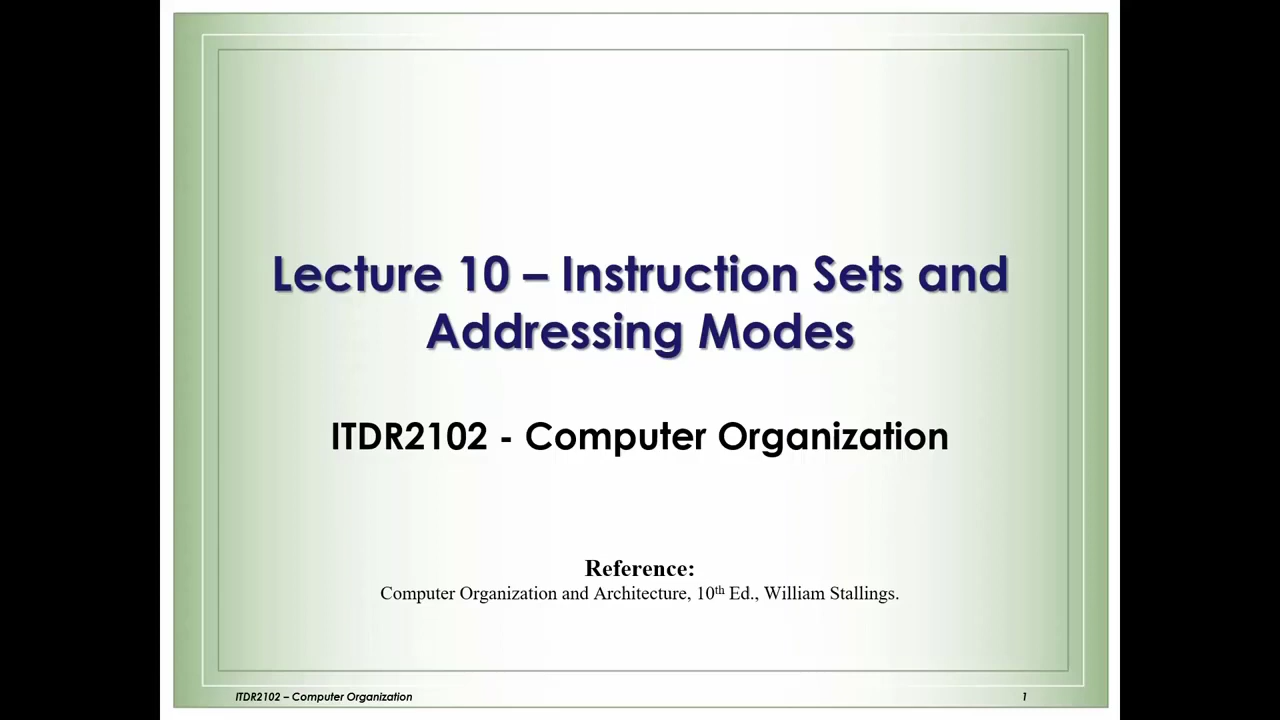 Lecture 10 – Instruction Sets and
Addressing Modes
ITDR2102 - Computer Organization
Reference:
Computer Organization and Architecture, 10th Ed., William Stallings.
ITDR2102 – Computer Organization
1